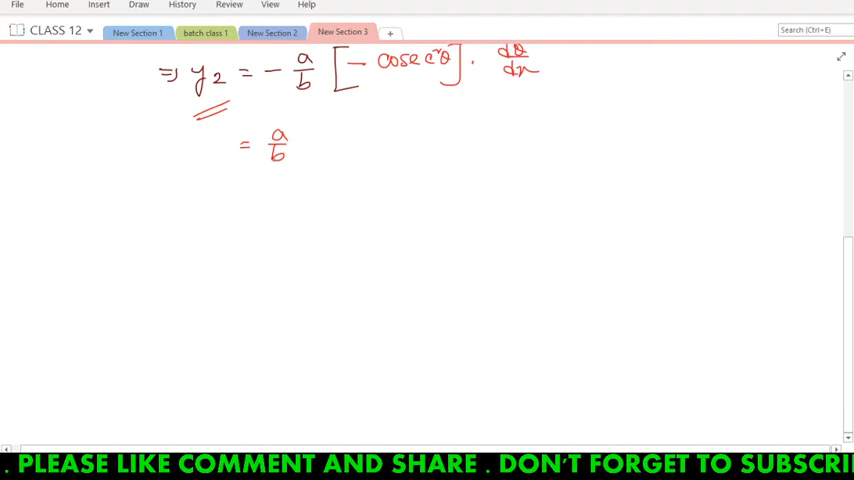 File Home Insert Draw History Review View Help
CLASS 12 New Section 1 batch class 1 New Section 2 New Section 3 + Search (Ctrl+E)
⇒ y₂ = - a/b [- cosec²θ] . dθ/dx
= a/b
. PLEASE LIKE COMMENT AND SHARE . DON'T FORGET TO SUBSCRI